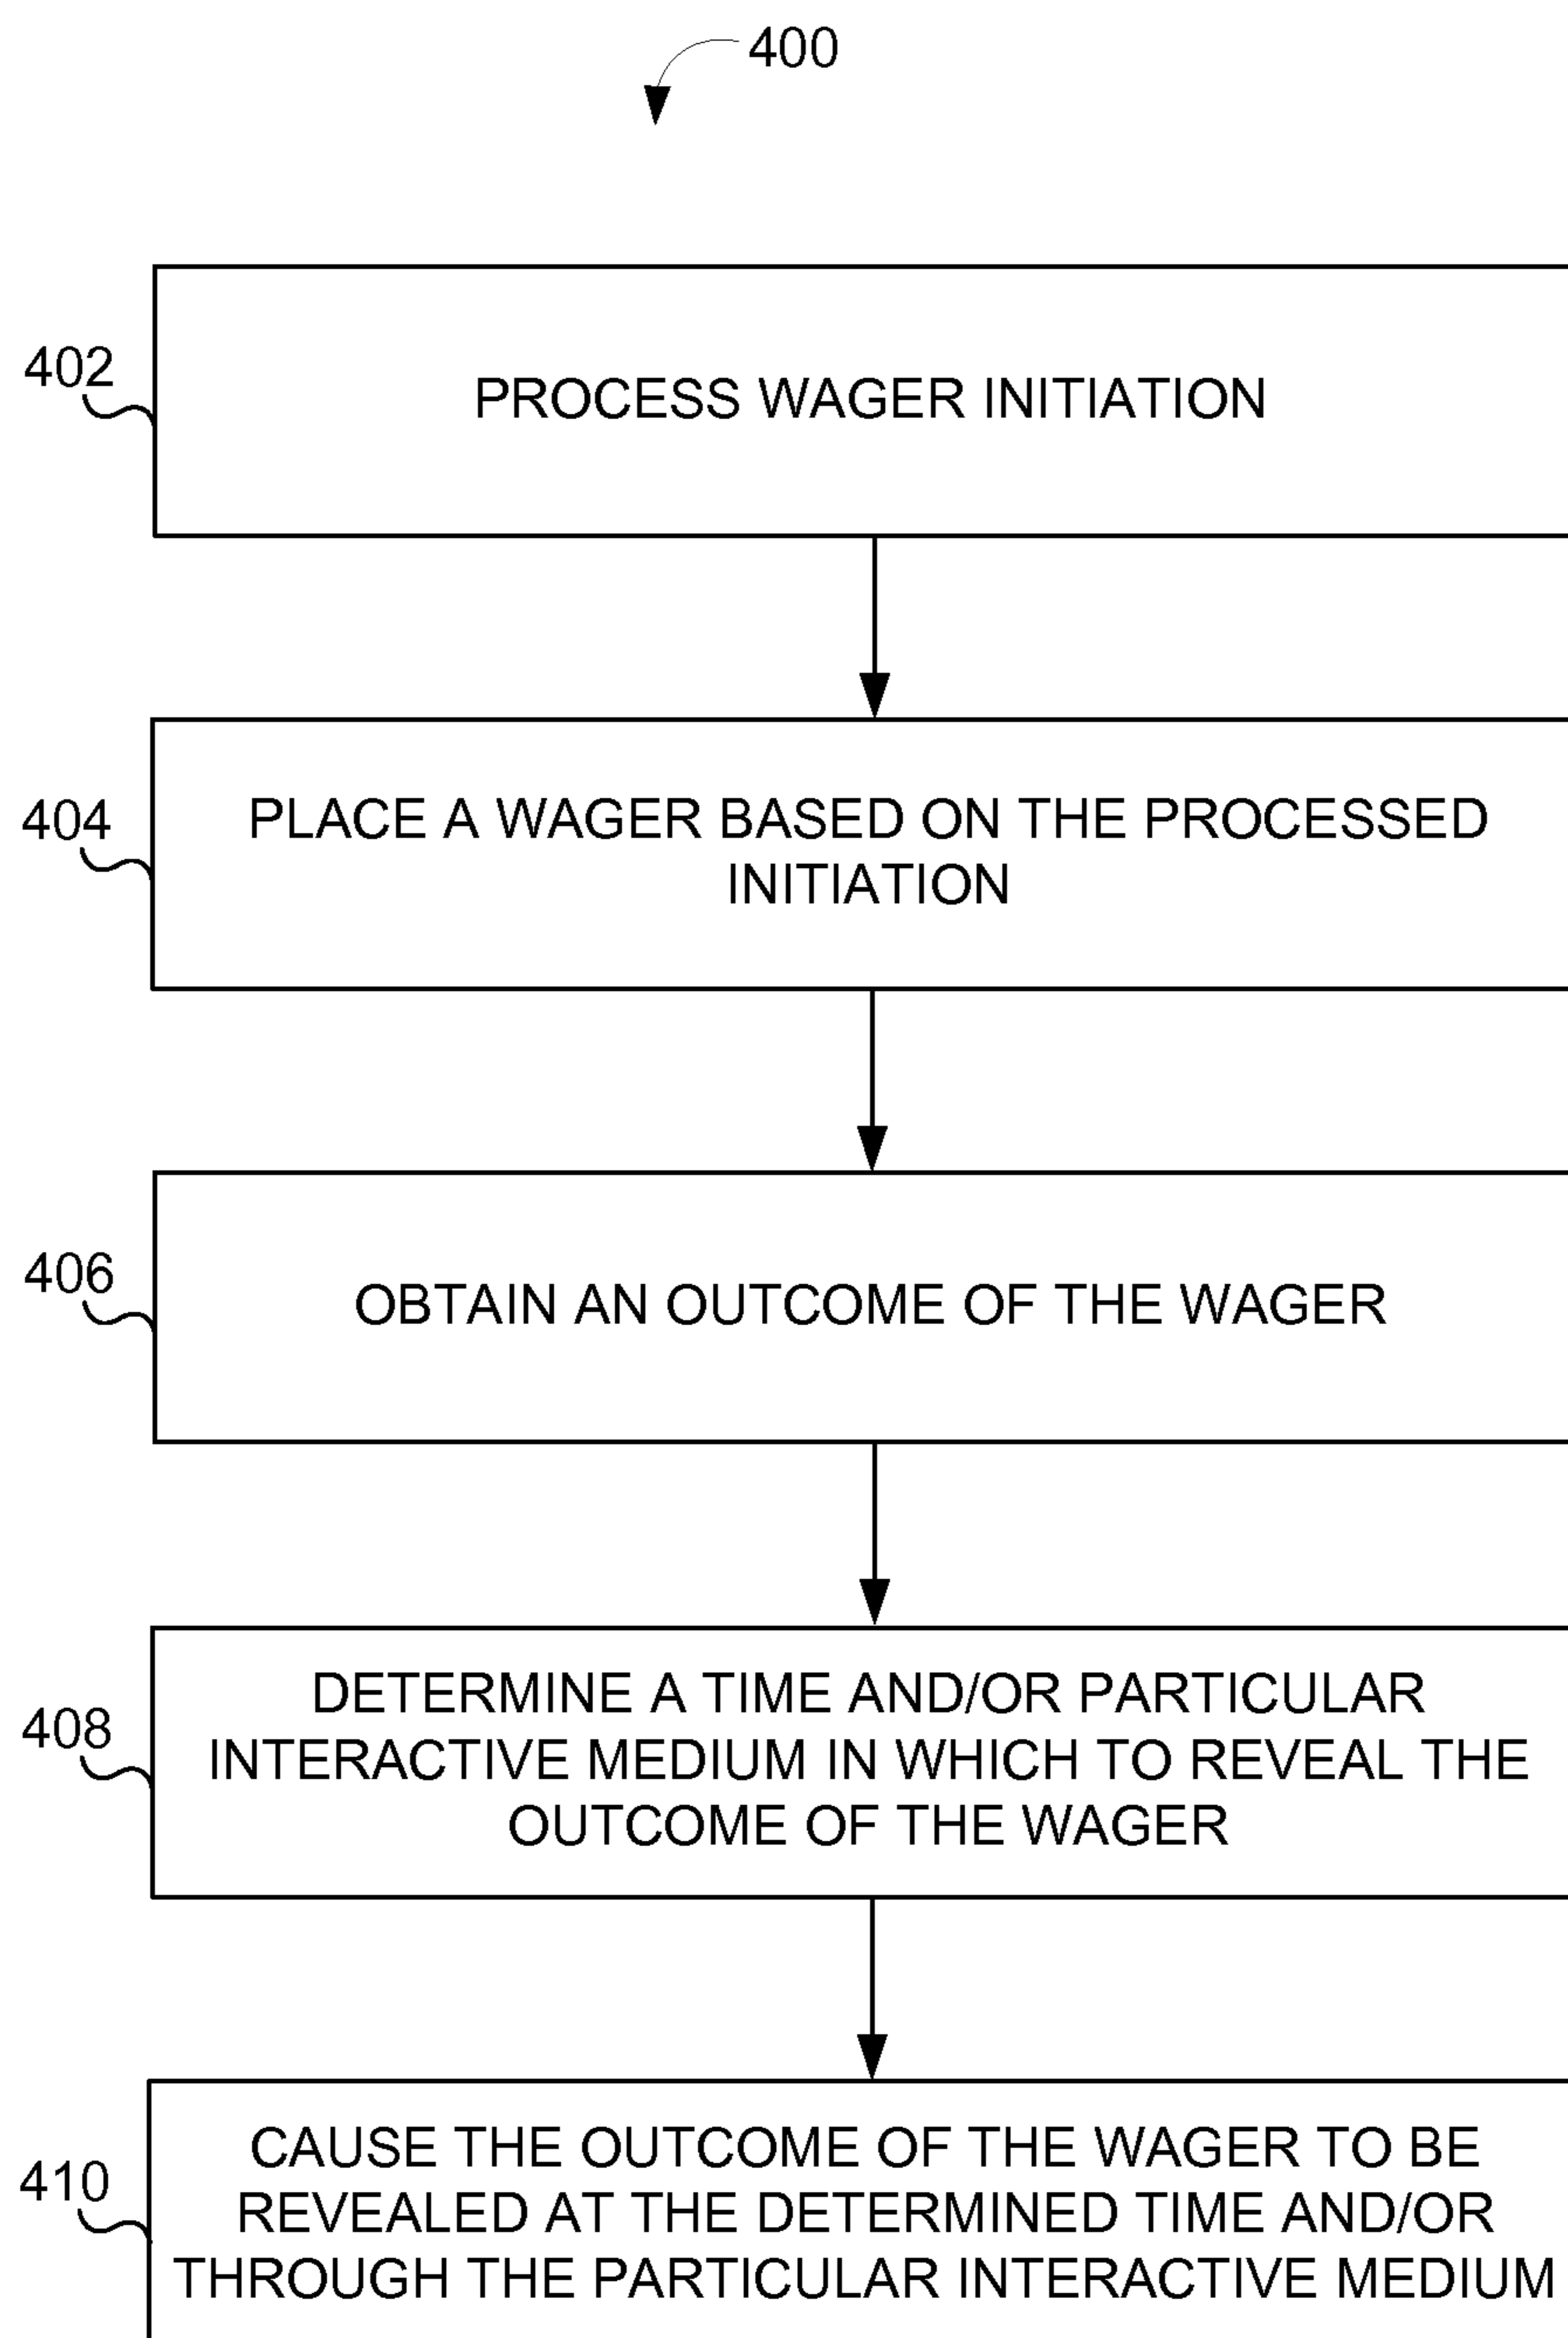 400
402
PROCESS WAGER INITIATION
404
PLACE A WAGER BASED ON THE PROCESSED
INITIATION
406
OBTAIN AN OUTCOME OF THE WAGER
408
DETERMINE A TIME AND/OR PARTICULAR
INTERACTIVE MEDIUM IN WHICH TO REVEAL THE
OUTCOME OF THE WAGER
410
CAUSE THE OUTCOME OF THE WAGER TO BE
REVEALED AT THE DETERMINED TIME AND/OR
THROUGH THE PARTICULAR INTERACTIVE MEDIUM